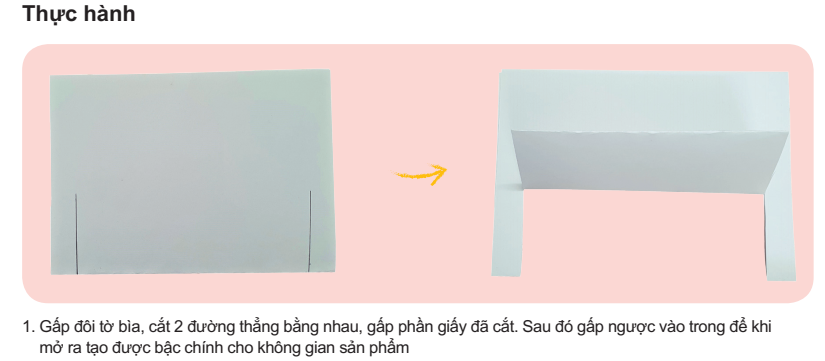 Thực hành
1. Gấp đôi tờ bìa, cắt 2 đường thẳng bằng nhau, gấp phần giấy đã cắt. Sau đó gấp ngược vào trong để khi
mở ra tạo được bậc chính cho không gian sản phẩm